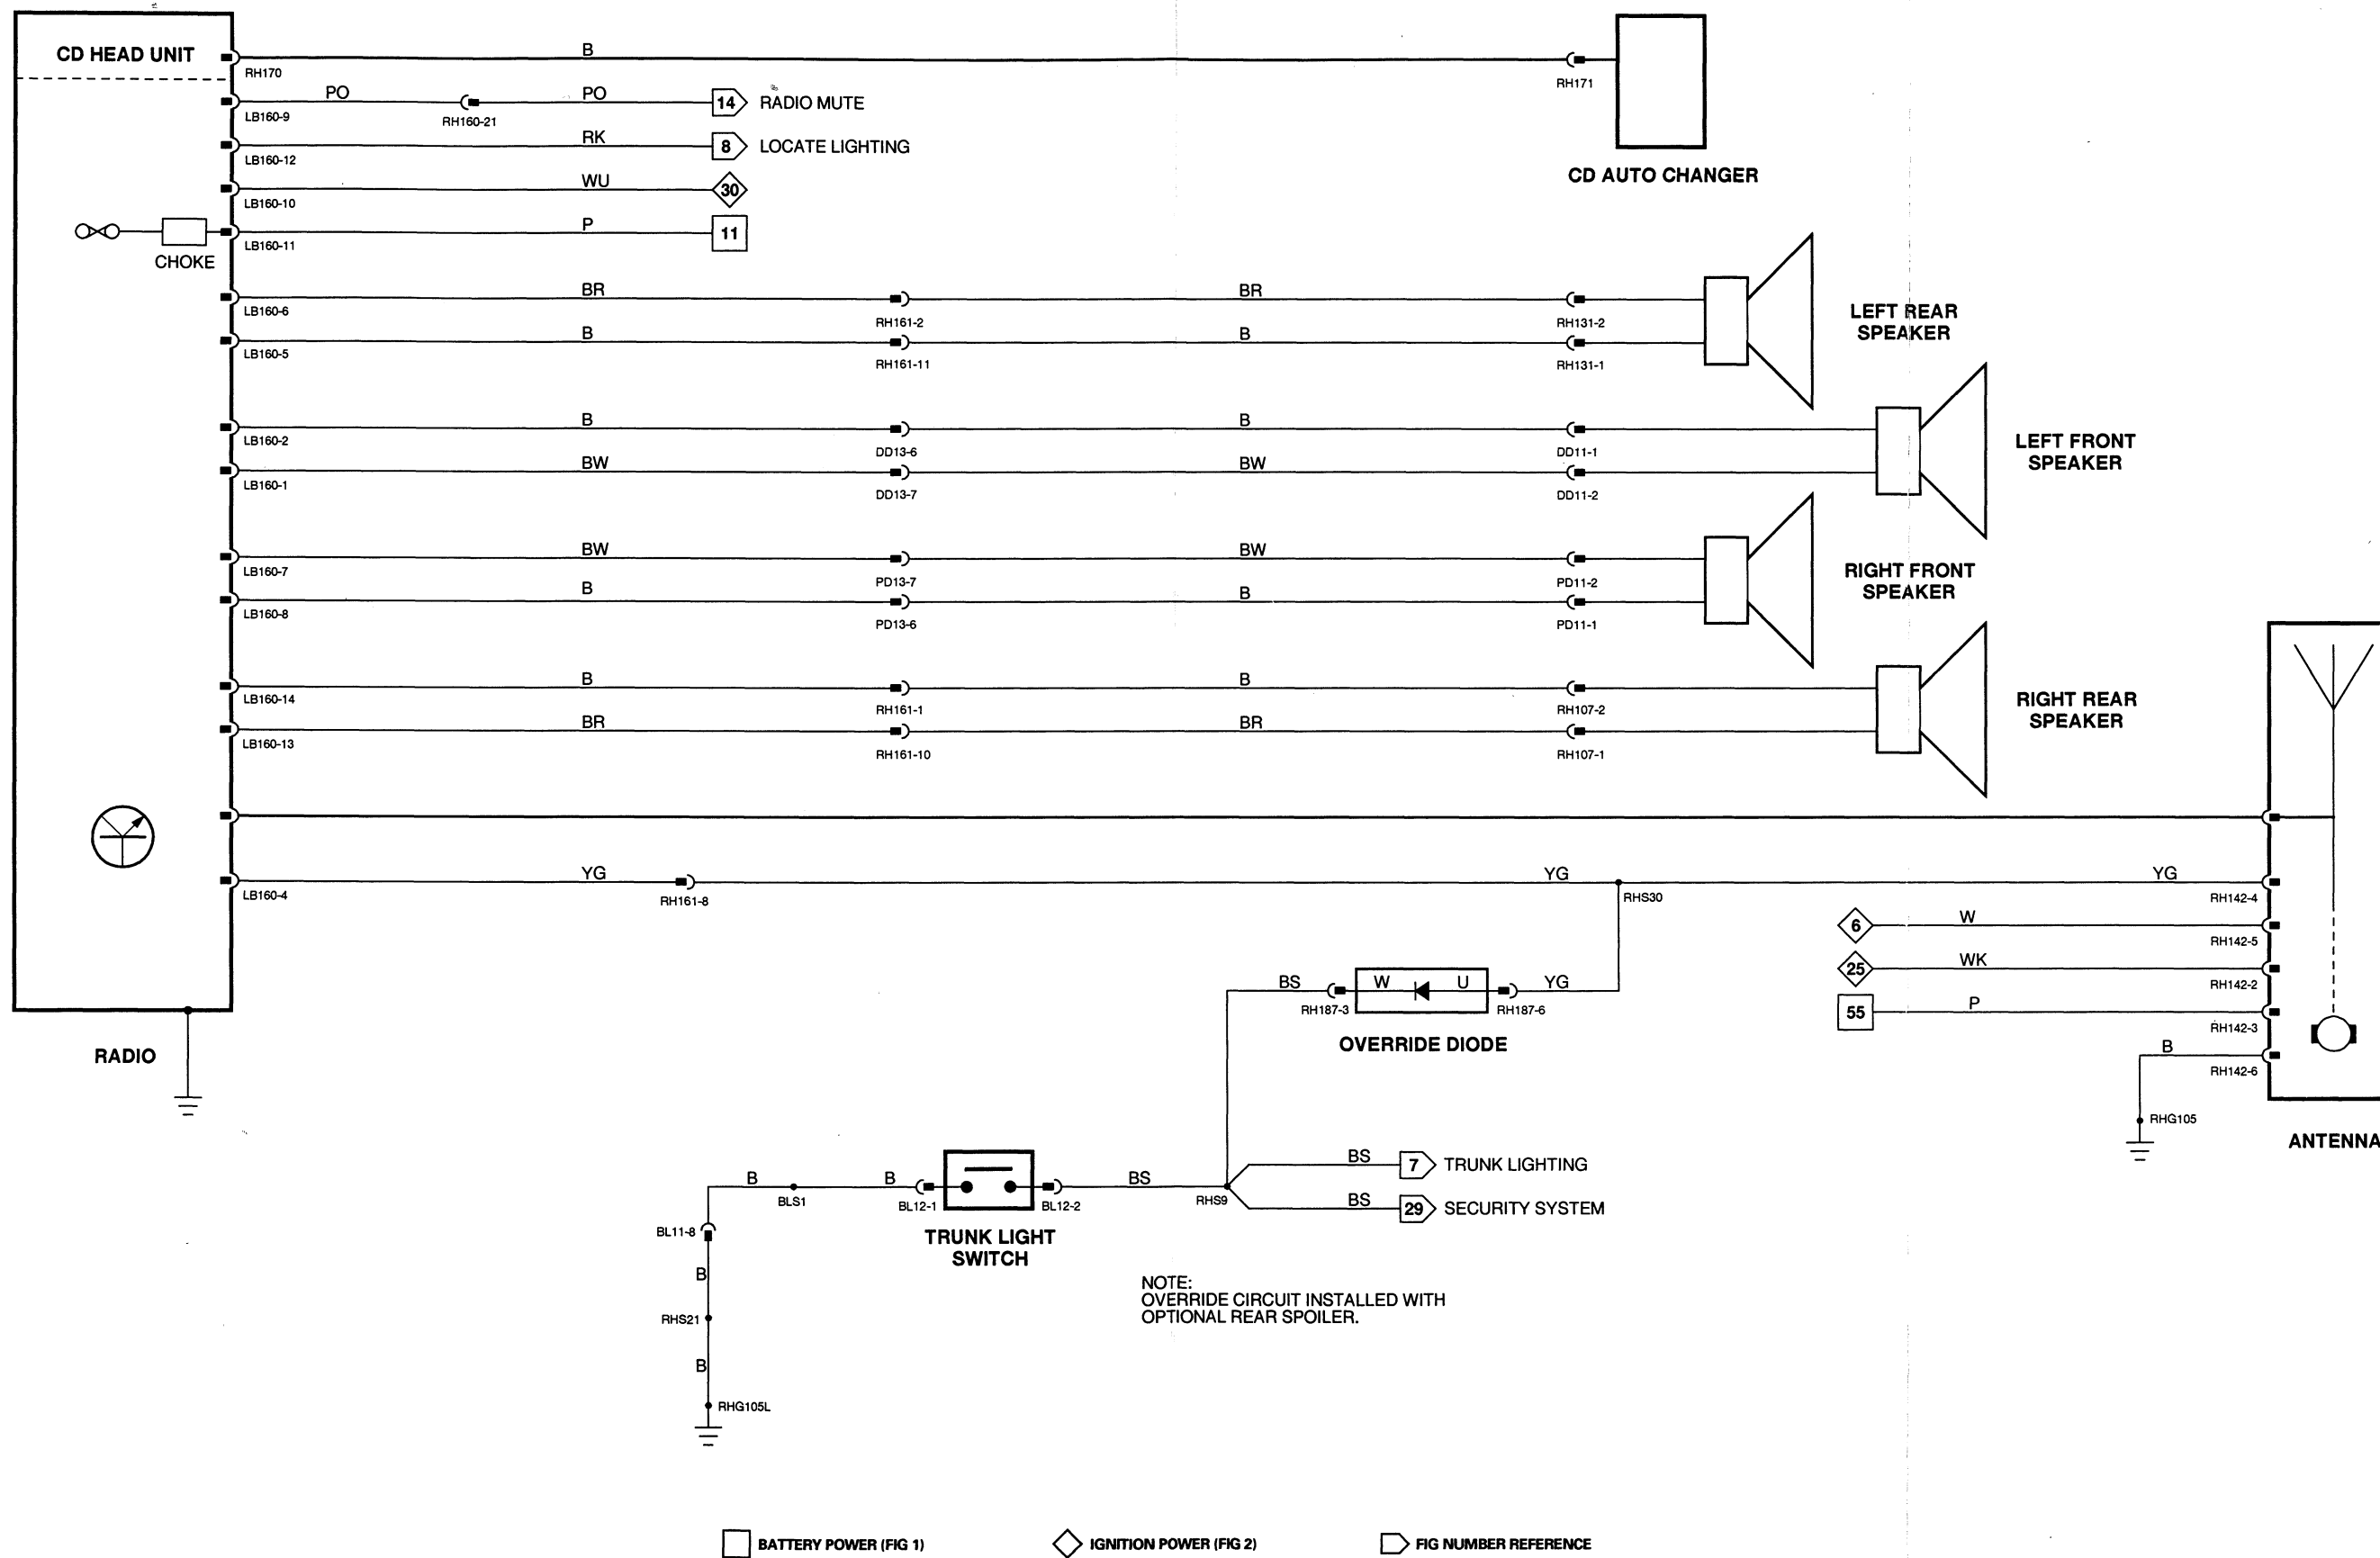 CD HEAD UNIT
RH170
B
RH171
CD AUTO CHANGER
LB160-9
PO
RH160-21
PO
14
RADIO MUTE
LB160-12
RK
8
LOCATE LIGHTING
LB160-10
WU
30
CHOKE
LB160-11
P
11
LB160-6
BR
RH161-2
BR
RH131-2
LB160-5
B
RH161-11
B
RH131-1
LEFT REAR
SPEAKER
LB160-2
B
DD13-6
B
DD11-1
LB160-1
BW
DD13-7
BW
DD11-2
LEFT FRONT
SPEAKER
LB160-7
BW
PD13-7
BW
PD11-2
LB160-8
B
PD13-6
B
PD11-1
RIGHT FRONT
SPEAKER
LB160-14
B
RH161-1
B
RH107-2
LB160-13
BR
RH161-10
BR
RH107-1
RIGHT REAR
SPEAKER
LB160-4
YG
RH161-8
YG
RHS30
YG
RH142-4
6
W
RH142-5
25
WK
RH142-2
55
P
RH142-3
B
RH142-6
RHG105
ANTENNA
RADIO
BS
RH187-3
W
U
RH187-6
YG
OVERRIDE DIODE
B
BLS1
B
BL12-1
BL12-2
BS
RHS9
BS
7
TRUNK LIGHTING
BS
29
SECURITY SYSTEM
TRUNK LIGHT
SWITCH
BL11-8
B
RHS21
B
RHG105L
NOTE:
OVERRIDE CIRCUIT INSTALLED WITH
OPTIONAL REAR SPOILER.
BATTERY POWER (FIG 1)
IGNITION POWER (FIG 2)
FIG NUMBER REFERENCE